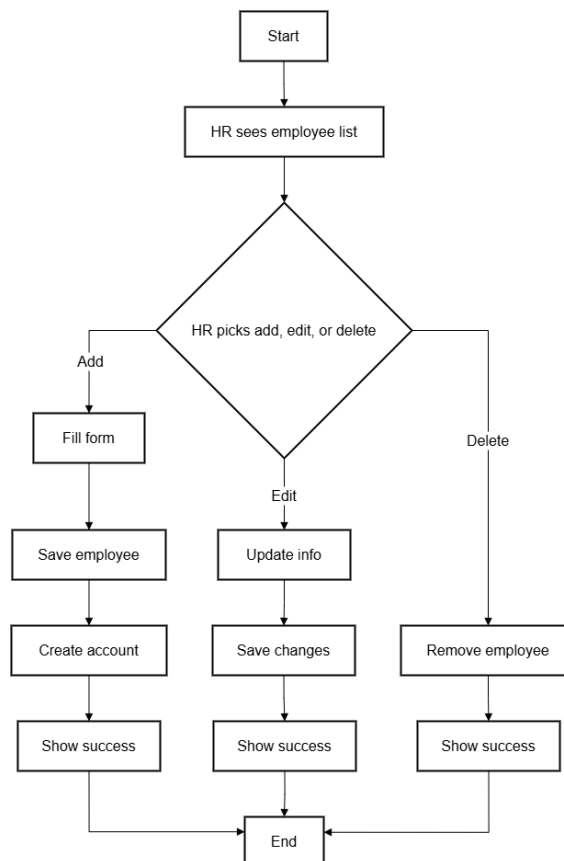 Start
HR sees employee list
HR picks add, edit, or delete
Add
Fill form
Save employee
Create account
Show success
Edit
Update info
Save changes
Show success
Delete
Remove employee
Show success
End